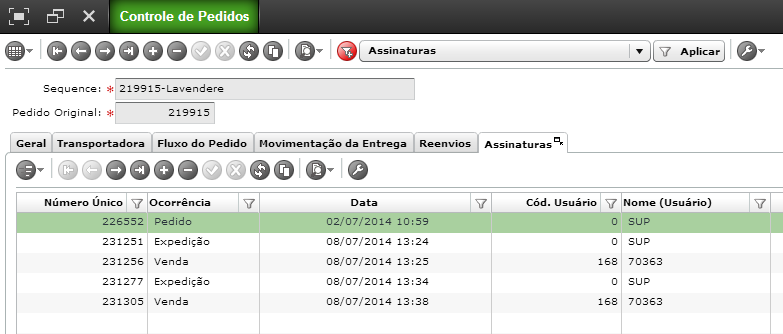 Controle de Pedidos
Assinaturas Aplicar
Sequence: * 219915-Lavendere
Pedido Original: * 219915
Geral Transportadora Fluxo do Pedido Movimentação da Entrega Reenvios Assinaturas
Número Único Ocorrência Data Cód. Usuário Nome (Usuário)
226552 Pedido 02/07/2014 10:59 0 SUP
231251 Expedição 08/07/2014 13:24 0 SUP
231256 Venda 08/07/2014 13:25 168 70363
231277 Expedição 08/07/2014 13:34 0 SUP
231305 Venda 08/07/2014 13:38 168 70363